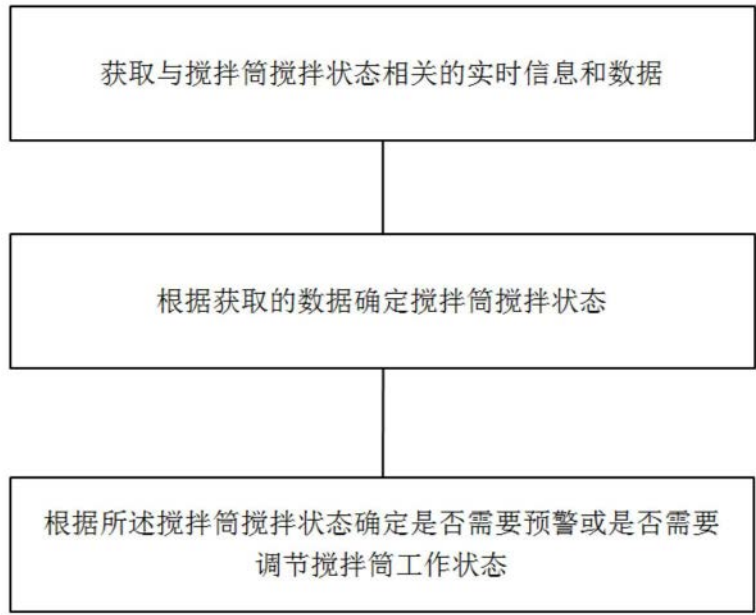 获取与搅拌筒搅拌状态相关的实时信息和数据
根据获取的数据确定搅拌筒搅拌状态
根据所述搅拌筒搅拌状态确定是否需要预警或是否需要
调节搅拌筒工作状态